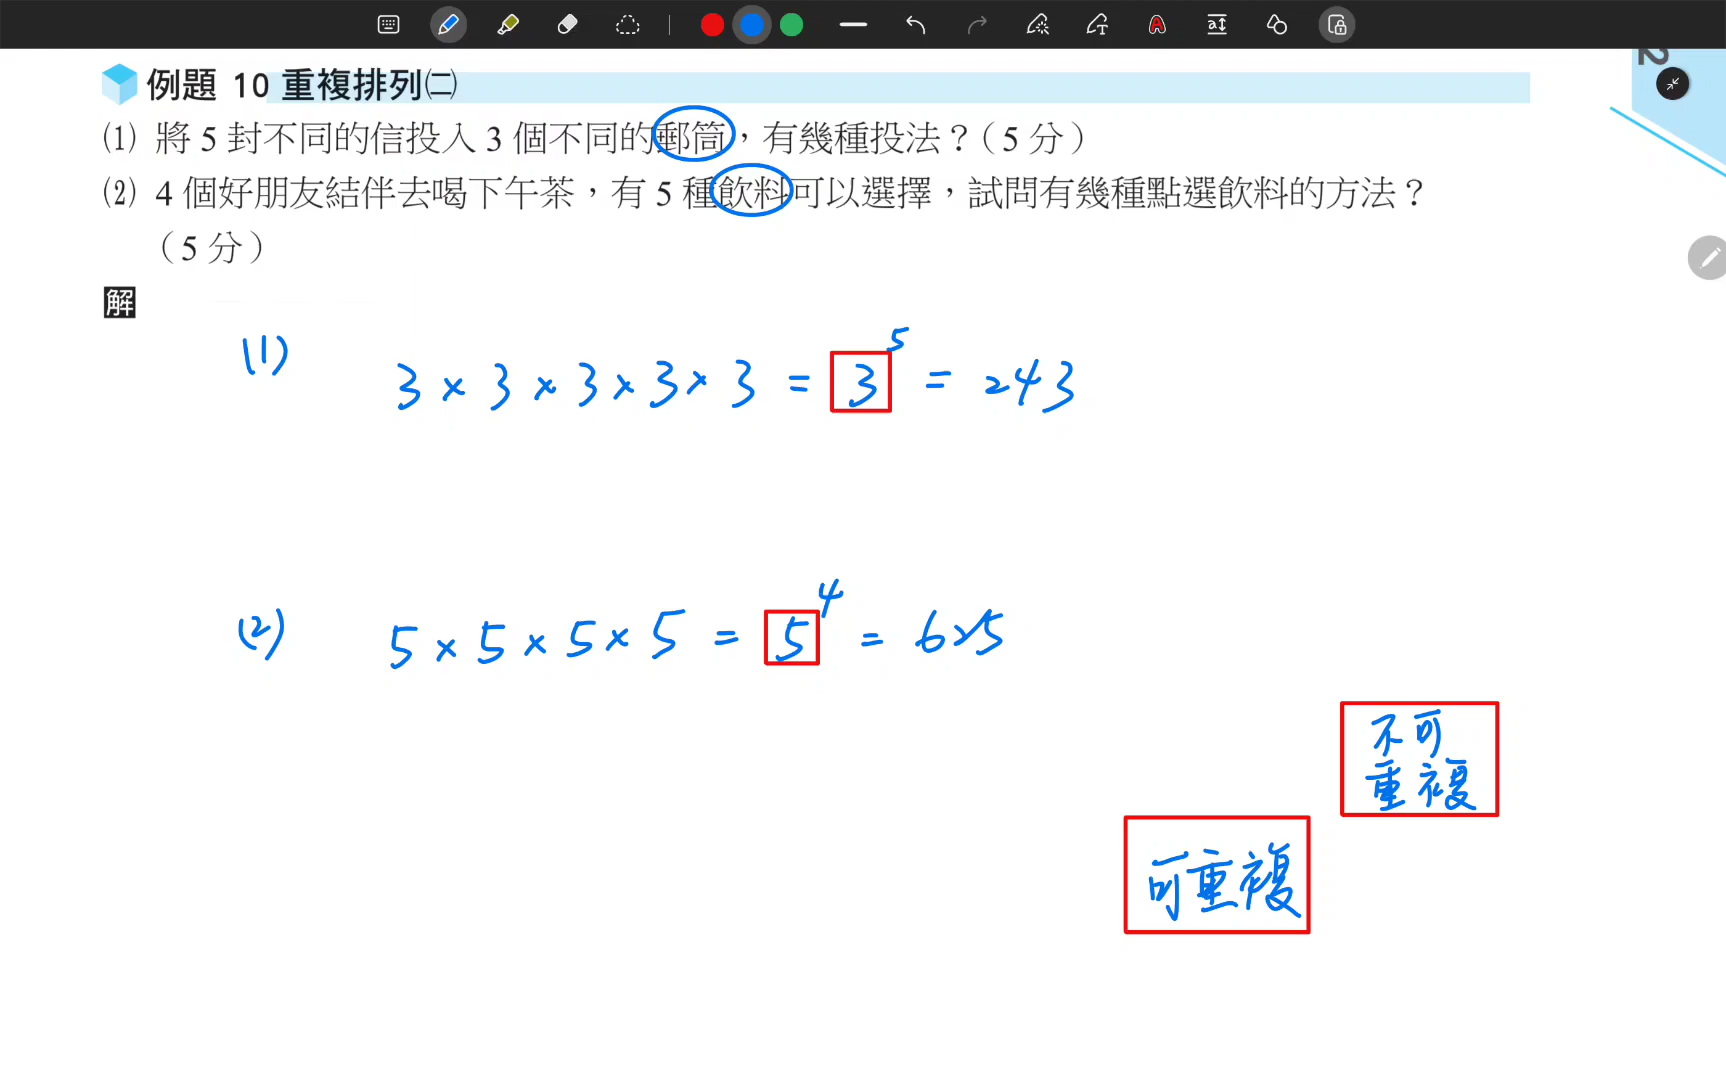 例題 10 重複排列㈡
⑴ 將 5 封不同的信投入 3 個不同的郵筒，有幾種投法？（5 分）
⑵ 4 個好朋友結伴去喝下午茶，有 5 種飲料可以選擇，試問有幾種點選飲料的方法？
（5 分）
解
(1) 3 × 3 × 3 × 3 × 3 = 3⁵ = 243
(2) 5 × 5 × 5 × 5 = 5⁴ = 625
不可
重複
可重複
2